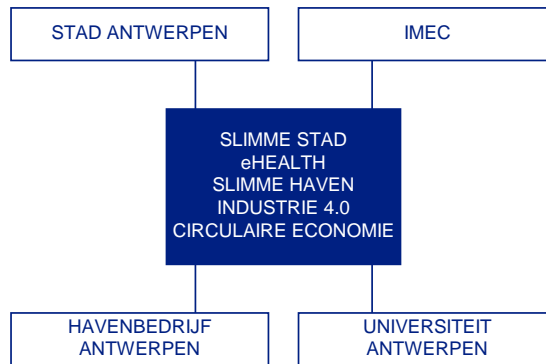 STAD ANTWERPEN
IMEC
SLIMME STAD
eHEALTH
SLIMME HAVEN
INDUSTRIE 4.0
CIRCULAIRE ECONOMIE
HAVENBEDRIJF
ANTWERPEN
UNIVERSITEIT
ANTWERPEN